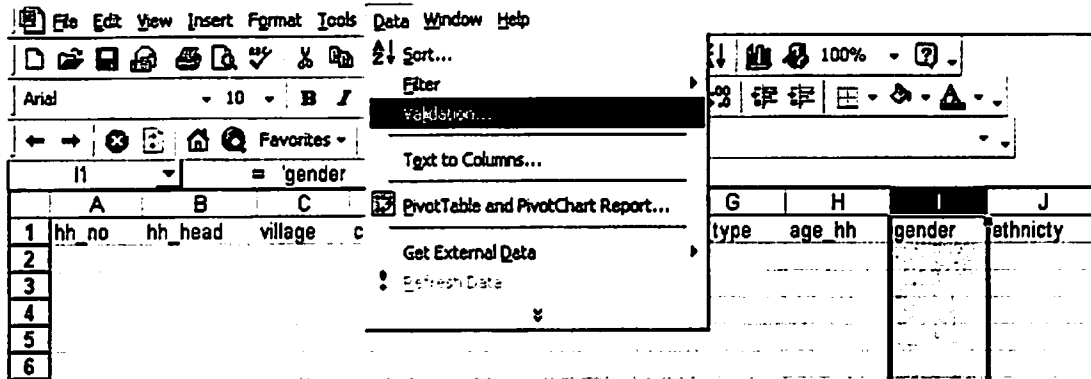 File Edit View Insert Format Tools Data Window Help
100%
Arial 10 B I
Favorites
I1 = 'gender
Sort...
Filter
Validation...
Text to Columns...
PivotTable and PivotChart Report...
Get External Data
Refresh Data
A B C G H I J
1 hh_no hh_head village c type age_hh gender ethnicty
2
3
4
5
6